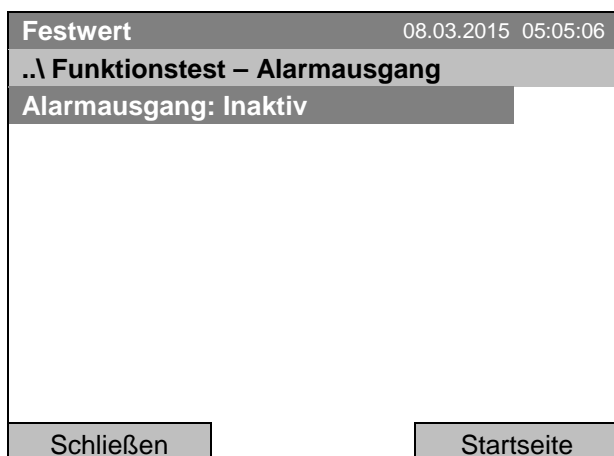 Festwert 08.03.2015 05:05:06
..\ Funktionstest – Alarmausgang
Alarmausgang: Inaktiv
Schließen Startseite